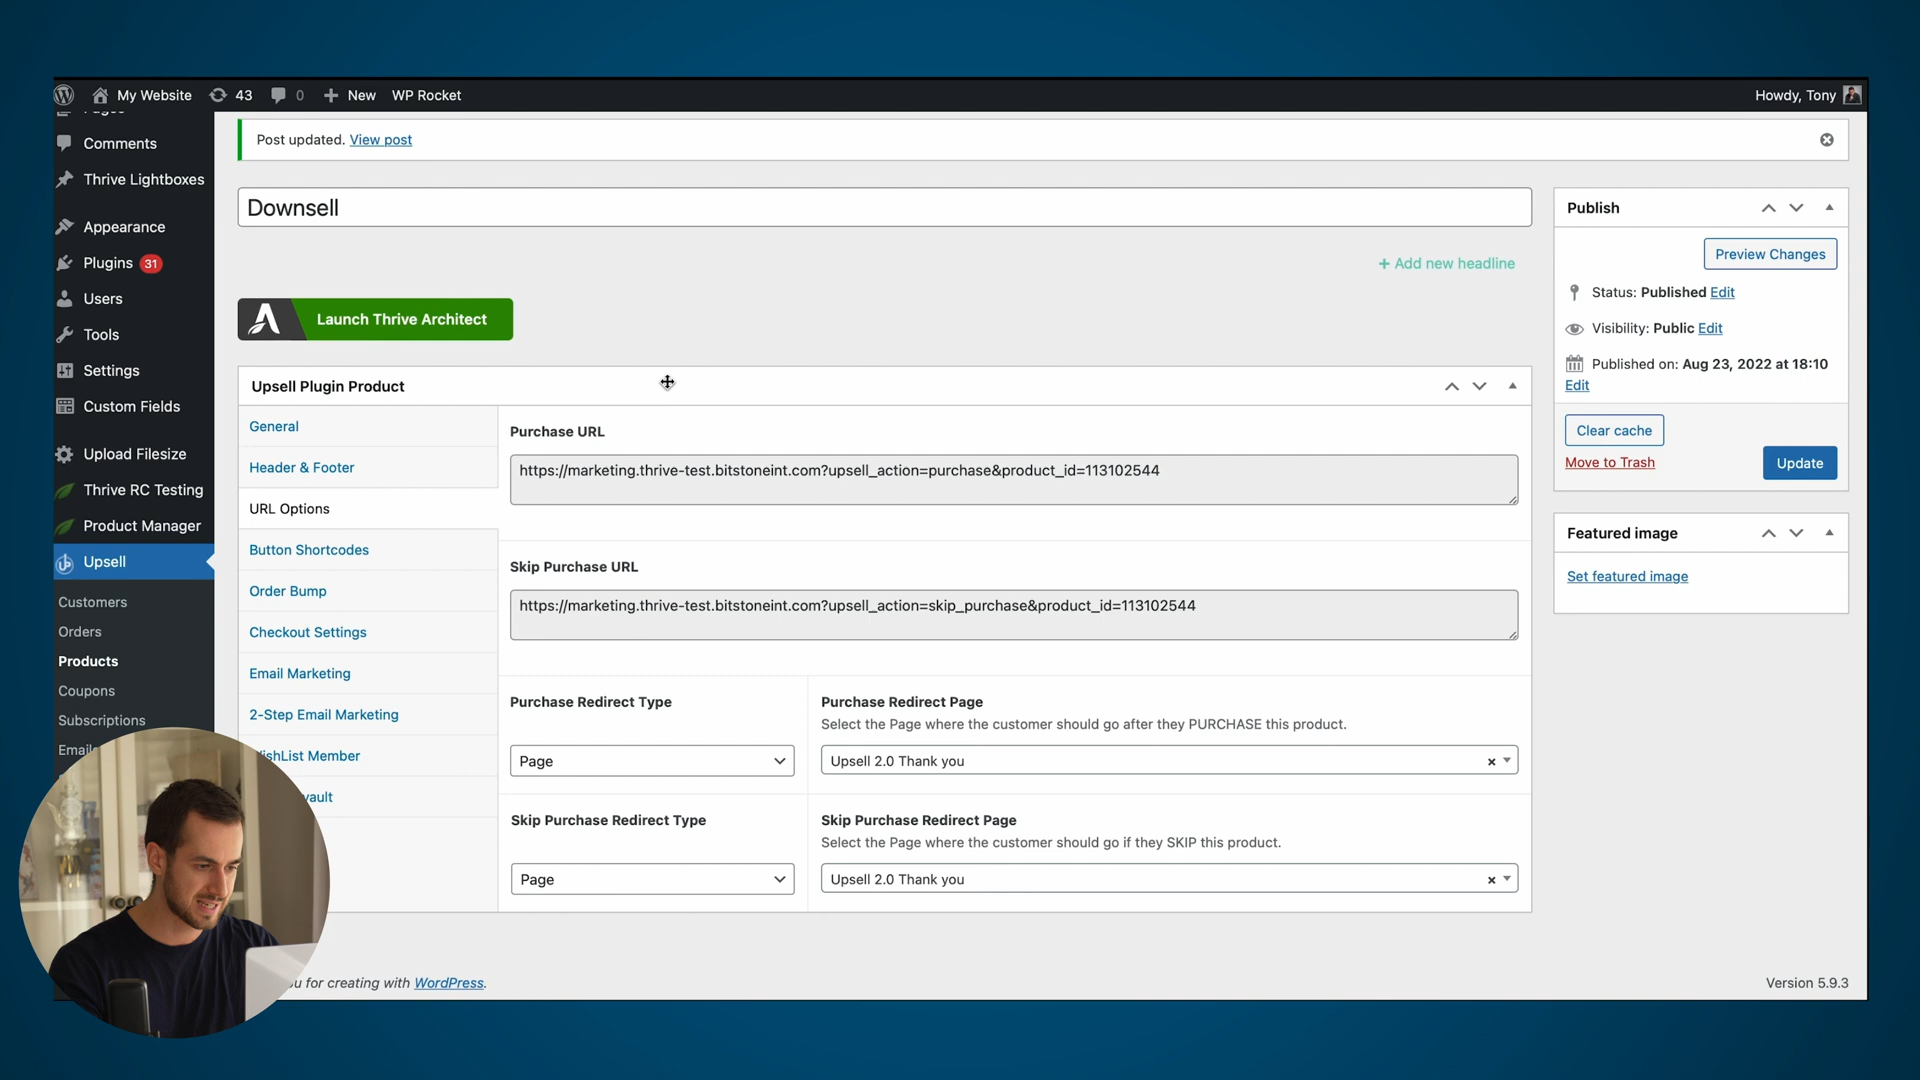 My Website
43
0
New
WP Rocket
Howdy, Tony
Comments
Thrive Lightboxes
Appearance
Plugins 31
Users
Tools
Settings
Custom Fields
Upload Filesize
Thrive RC Testing
Product Manager
Upsell
Customers
Orders
Products
Coupons
Subscriptions
Post updated. View post
Downsell
+ Add new headline
Launch Thrive Architect
Upsell Plugin Product
General
Header & Footer
URL Options
Button Shortcodes
Order Bump
Checkout Settings
Email Marketing
2-Step Email Marketing
Member
Purchase URL
https://marketing.thrive-test.bitstoneint.com?upsell_action=purchase&product_id=113102544
Skip Purchase URL
https://marketing.thrive-test.bitstoneint.com?upsell_action=skip_purchase&product_id=113102544
Purchase Redirect Type
Page
Purchase Redirect Page
Select the Page where the customer should go after they PURCHASE this product.
Upsell 2.0 Thank you
Skip Purchase Redirect Type
Page
Skip Purchase Redirect Page
Select the Page where the customer should go if they SKIP this product.
Upsell 2.0 Thank you
Publish
Preview Changes
Status: Published Edit
Visibility: Public Edit
Published on: Aug 23, 2022 at 18:10
Edit
Clear cache
Move to Trash
Update
Featured image
Set featured image
for creating with WordPress.
Version 5.9.3